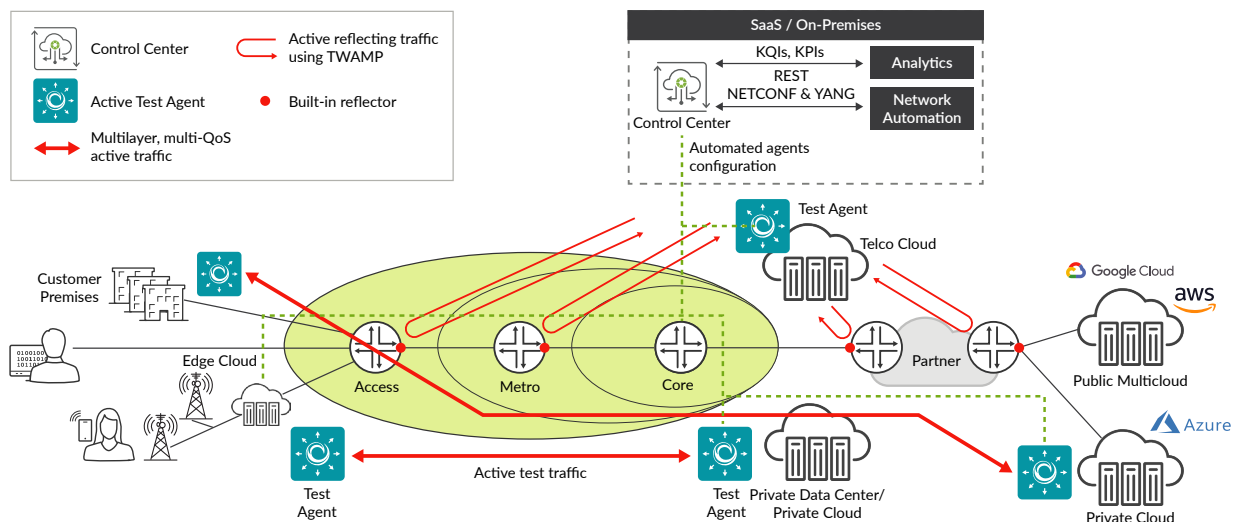 Control Center
Active Test Agent
Multilayer, multi-QoS
active traffic
Active reflecting traffic
using TWAMP
Built-in reflector
SaaS / On-Premises
KQIs, KPIs
Analytics
REST
NETCONF & YANG
Network
Automation
Control Center
Automated agents
configuration
Test Agent
Telco Cloud
Customer
Premises
Google Cloud
aws
Edge Cloud
Access
Metro
Core
Partner
Public Multicloud
Azure
Active test traffic
Test
Agent
Test
Agent
Private Data Center/
Private Cloud
Private Cloud